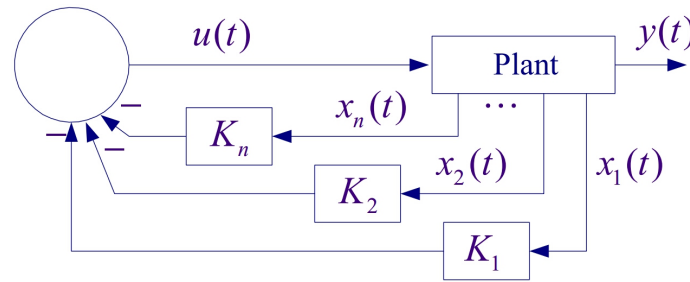 u(t)
Plant
y(t)
− K_n x_n(t) ...
− K_2 x_2(t) x_1(t)
− K_1